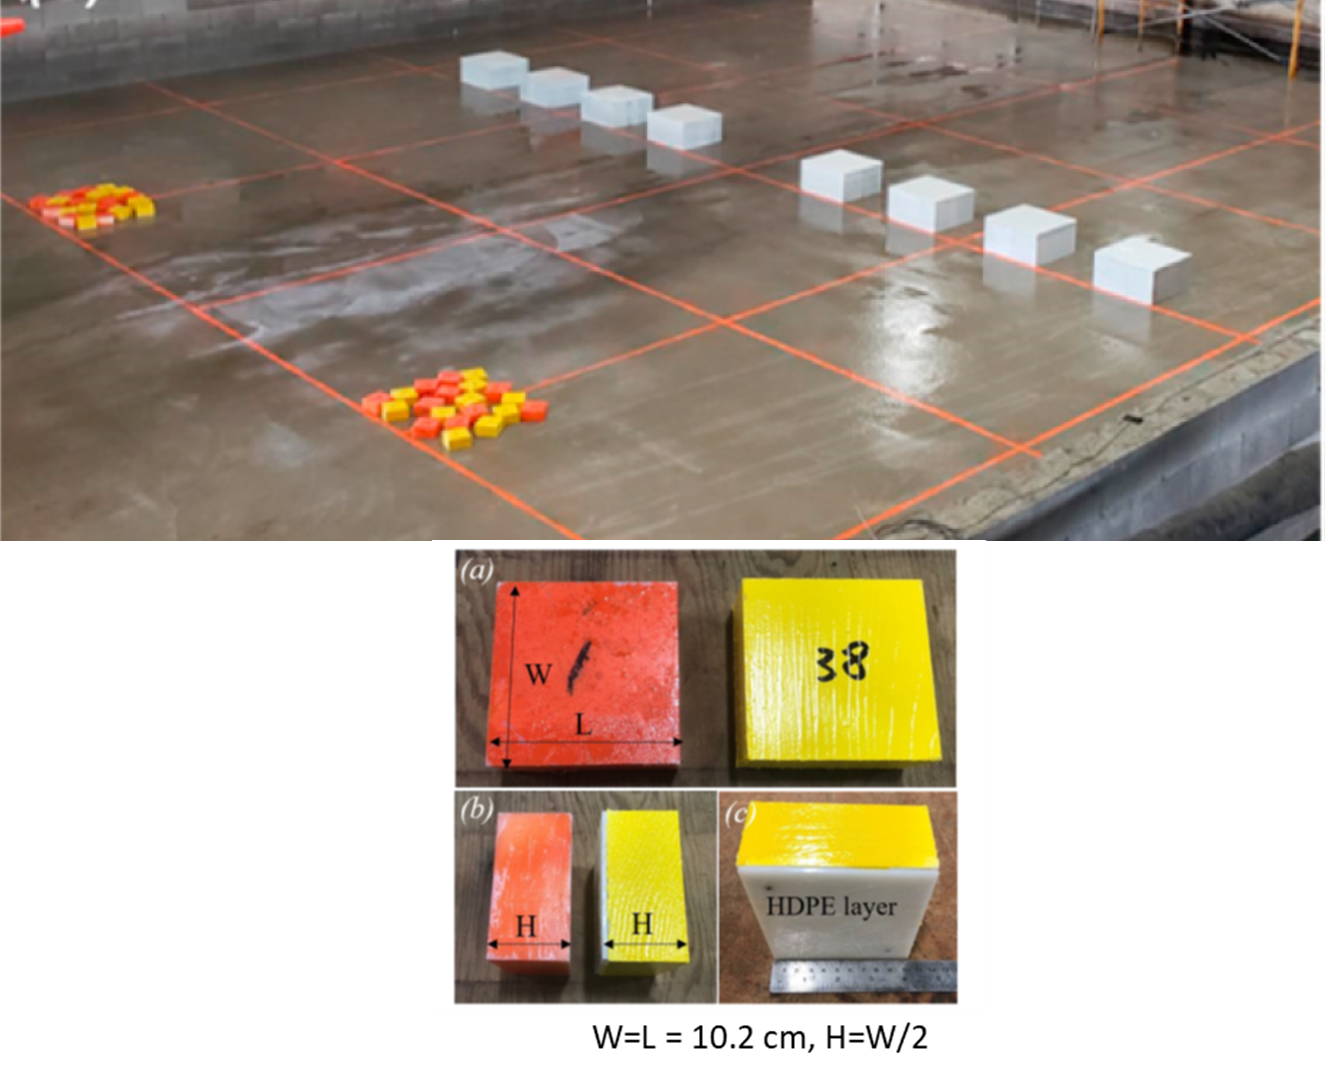 (a)
W
L
38
(b)
(c)
H
H
HDPE layer
W=L = 10.2 cm, H=W/2